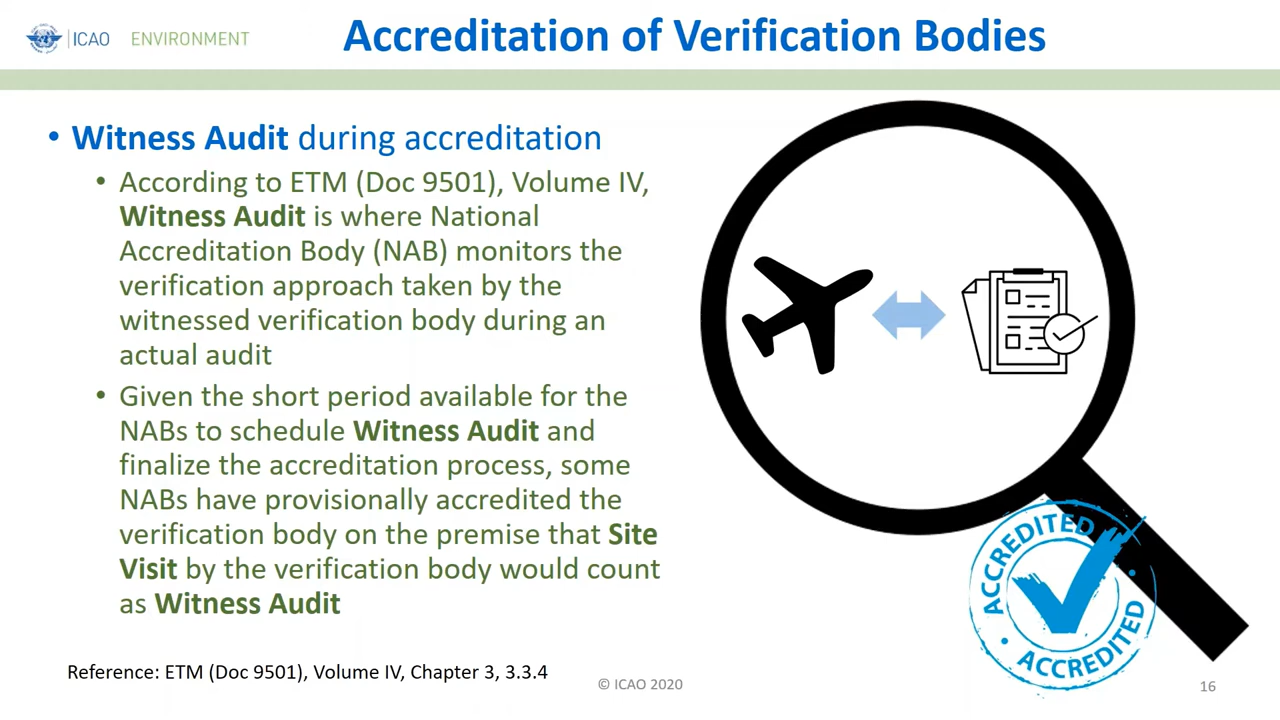 ICAO ENVIRONMENT
Accreditation of Verification Bodies
• Witness Audit during accreditation
• According to ETM (Doc 9501), Volume IV,
Witness Audit is where National
Accreditation Body (NAB) monitors the
verification approach taken by the
witnessed verification body during an
actual audit
• Given the short period available for the
NABs to schedule Witness Audit and
finalize the accreditation process, some
NABs have provisionally accredited the
verification body on the premise that Site
Visit by the verification body would count
as Witness Audit
ACCREDITED
ACCREDITED
Reference: ETM (Doc 9501), Volume IV, Chapter 3, 3.3.4
© ICAO 2020
16